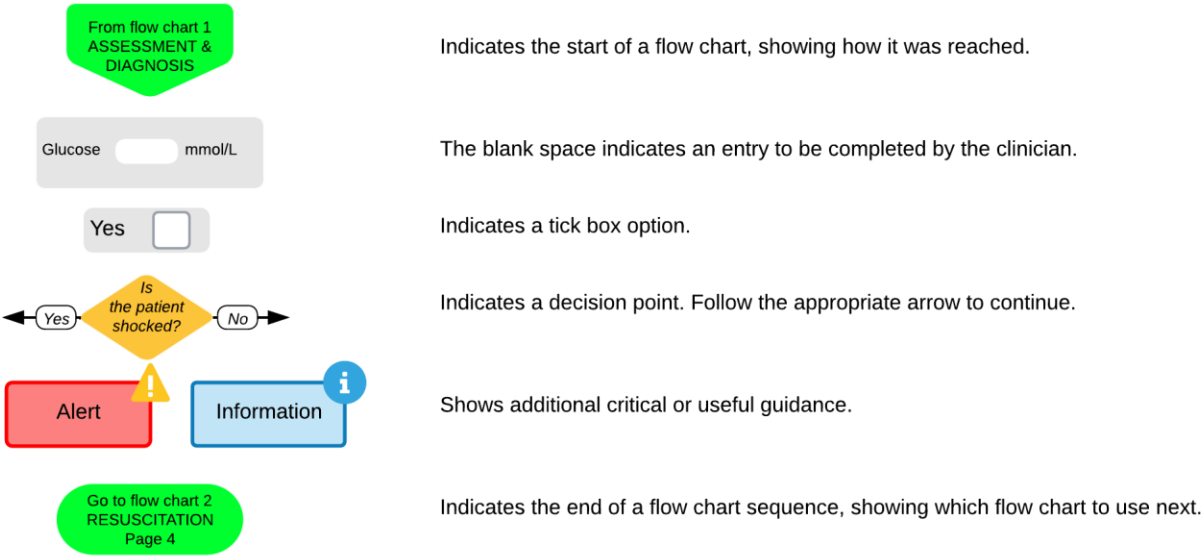 From flow chart 1
ASSESSMENT &
DIAGNOSIS
Indicates the start of a flow chart, showing how it was reached.
Glucose mmol/L
The blank space indicates an entry to be completed by the clinician.
Yes
Indicates a tick box option.
Is
the patient
shocked?
Yes
No
Indicates a decision point. Follow the appropriate arrow to continue.
Alert
Information
Shows additional critical or useful guidance.
Go to flow chart 2
RESUSCITATION
Page 4
Indicates the end of a flow chart sequence, showing which flow chart to use next.